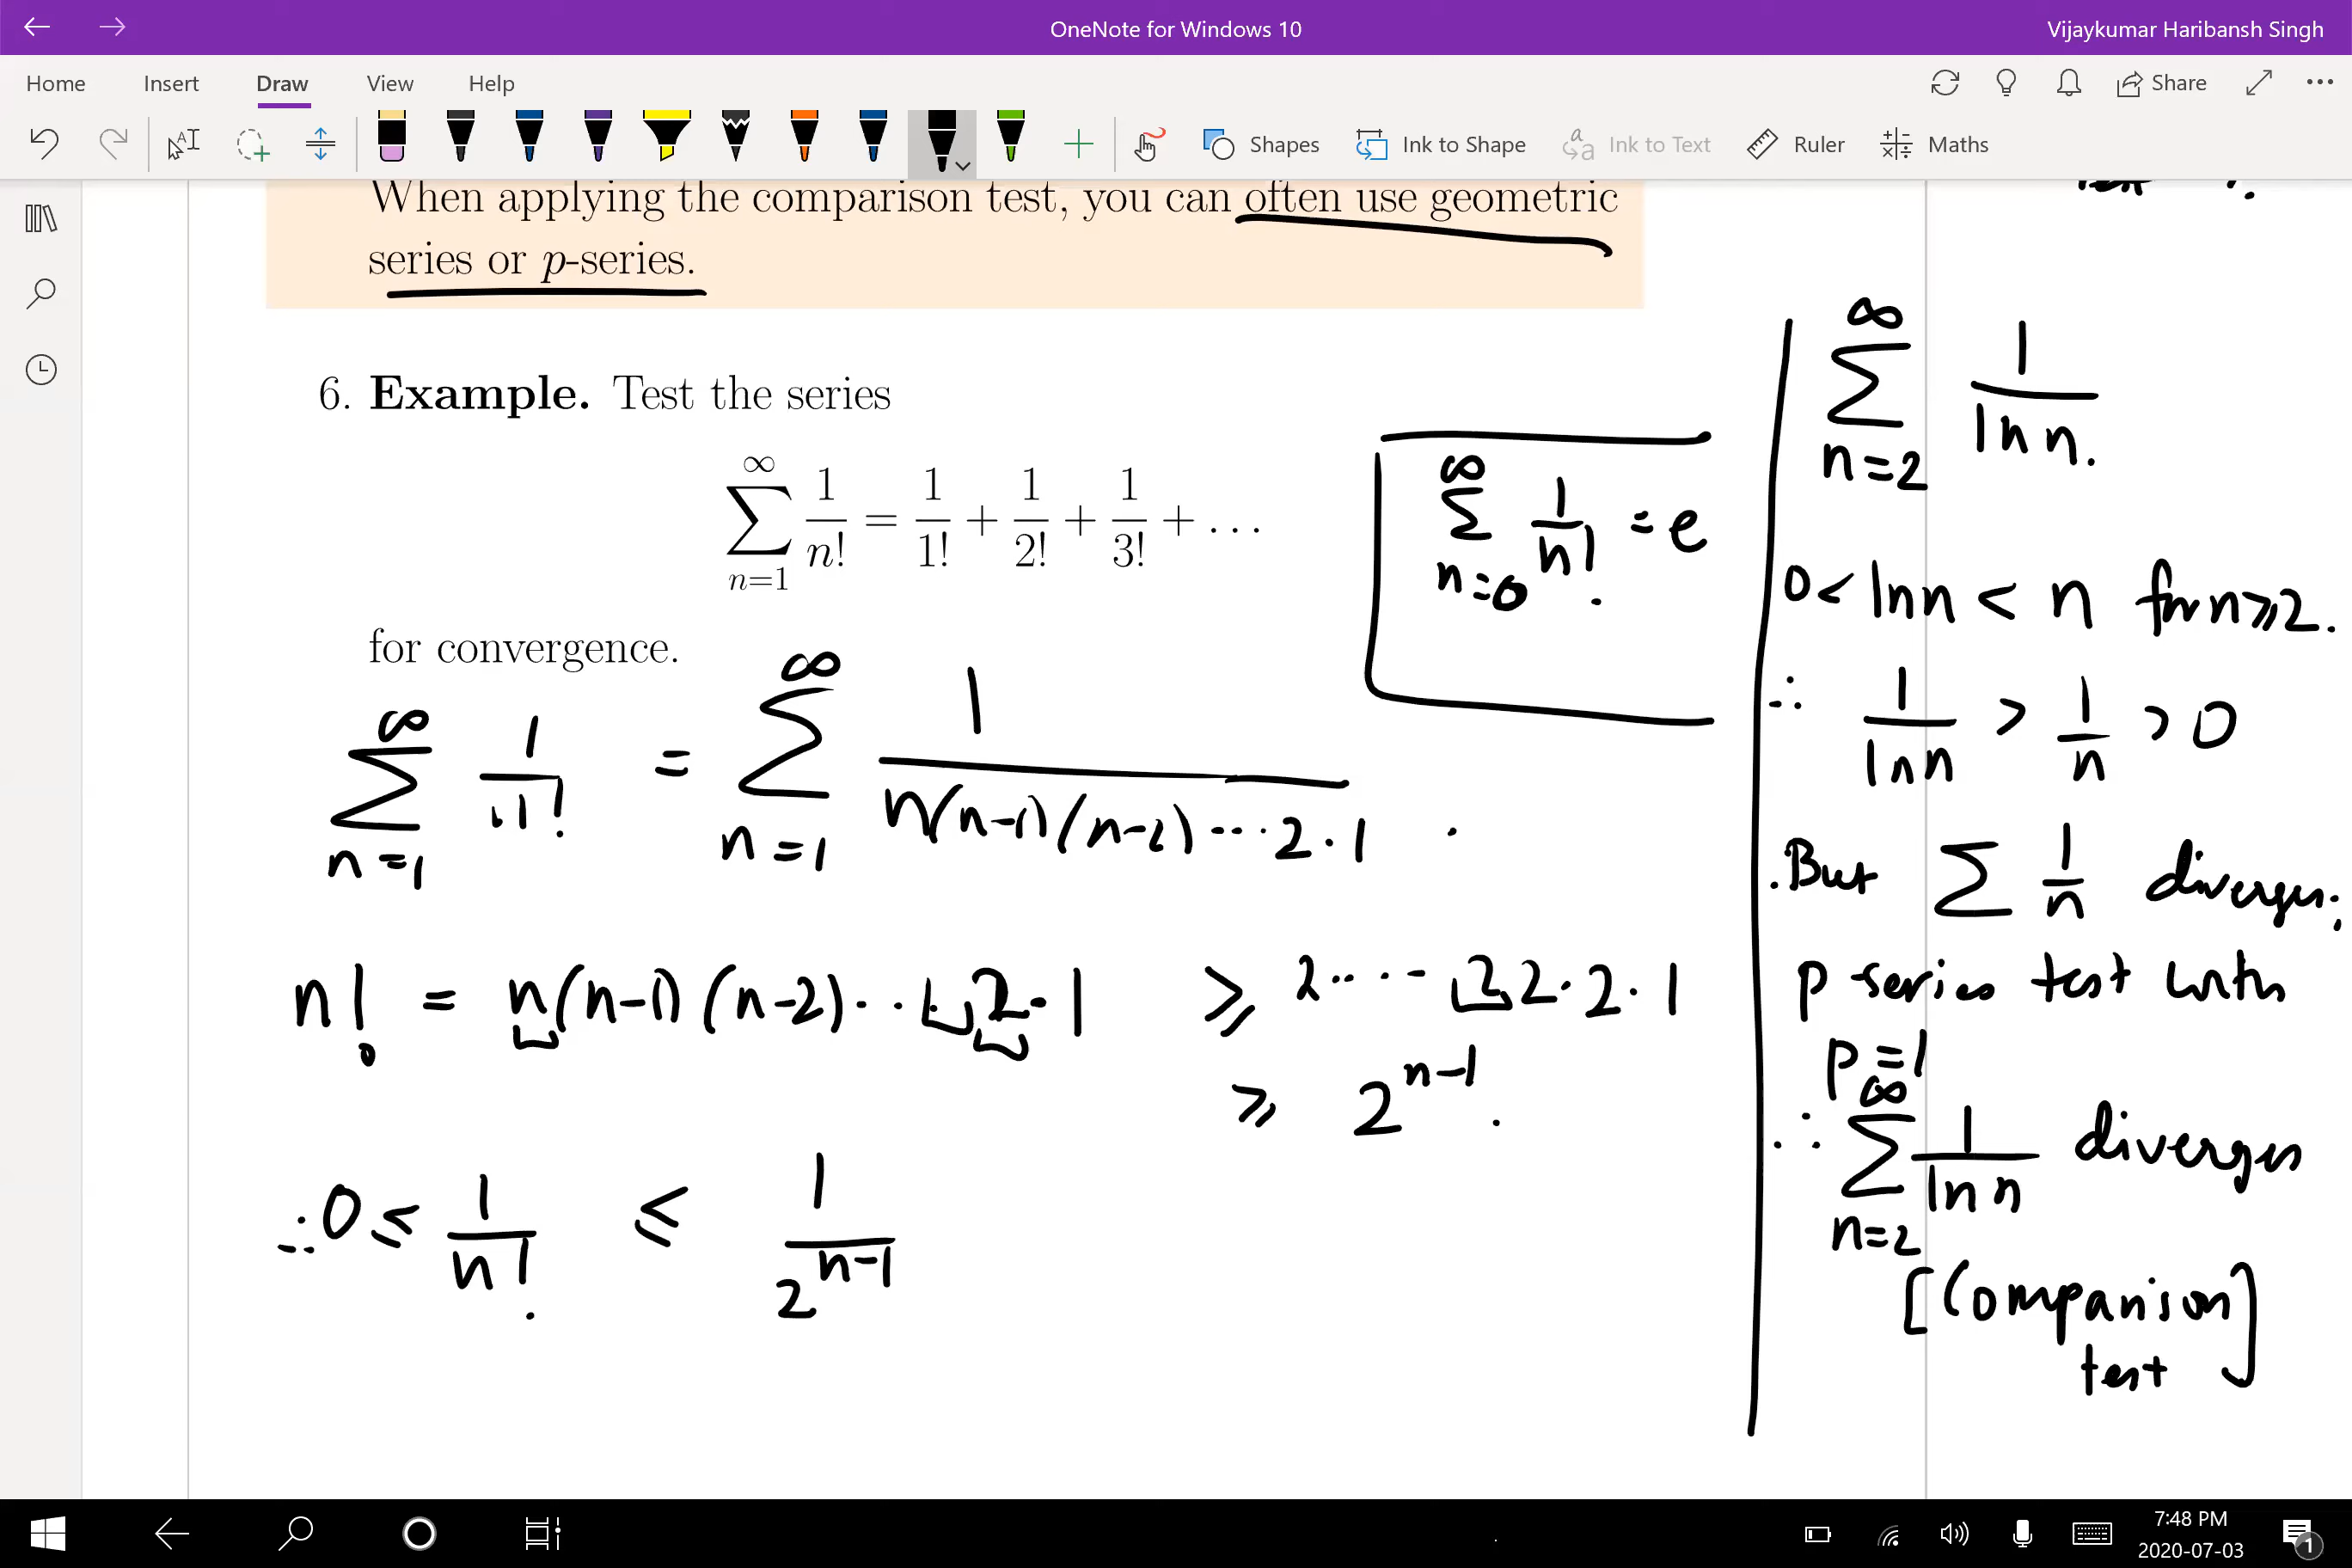 OneNote for Windows 10
Vijaykumar Haribansh Singh
Home Insert Draw View Help
Share
Shapes Ink to Shape Ink to Text Ruler Maths
When applying the comparison test, you can often use geometric
series or p-series.
6. Example. Test the series
∞ ∑ n=1 1/n! = 1/1! + 1/2! + 1/3! + ...
for convergence.
∞ ∑ n=0 1/n! = e
∞ ∑ n=1 1/n! = ∞ ∑ n=1 1/n(n-1)(n-2)...2·1 .
n! = n(n-1)(n-2)...2·1 ⩾ 2.... 2 2·2·1
⩾ 2^{n-1}.
∴ 0 ≤ 1/n! ≤ 1/2^{n-1}
∞ ∑ n=2 1/ln n.
0 < ln n < n for n⩾2.
∴ 1/ln n > 1/n > 0
But ∑ 1/n diverges;
p series test with
p=1
∴ ∞ ∑ n=2 1/ln n diverges
[Comparison
test]
7:48 PM
2020-07-03
1